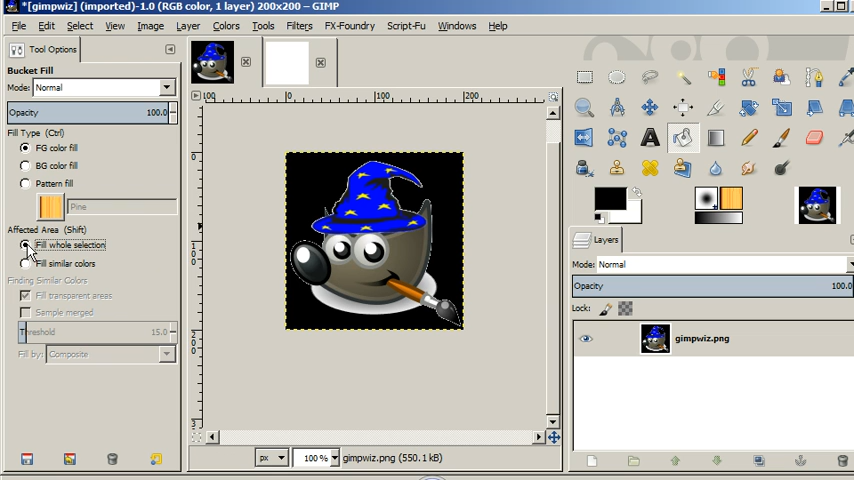 *[gimpwiz] (imported)-1.0 (RGB color, 1 layer) 200x200 – GIMP
File Edit Select View Image Layer Colors Tools Filters FX-Foundry Script-Fu Windows Help
Tool Options
Bucket Fill
Mode: Normal
Opacity 100.0
Fill Type (Ctrl)
FG color fill
BG color fill
Pattern fill
Pine
Affected Area (Shift)
Fill whole selection
Fill similar colors
Finding Similar Colors
Fill transparent areas
Sample merged
Threshold 15.0
Fill by: Composite
100 0 100 200
0
100
200
3
px 100 % gimpwiz.png (550.1 kB)
Layers
Mode: Normal
Opacity 100.0
Lock:
gimpwiz.png